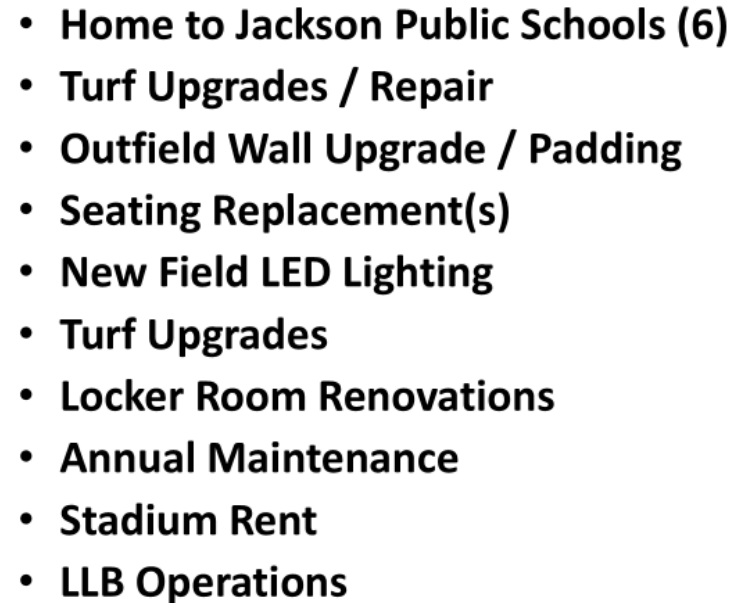 • Home to Jackson Public Schools (6)
• Turf Upgrades / Repair
• Outfield Wall Upgrade / Padding
• Seating Replacement(s)
• New Field LED Lighting
• Turf Upgrades
• Locker Room Renovations
• Annual Maintenance
• Stadium Rent
• LLB Operations